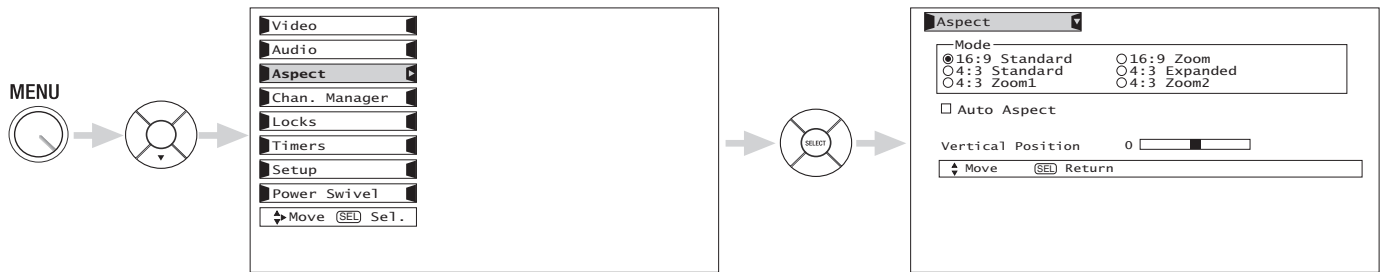 MENU
Video
Audio
Aspect
Chan. Manager
Locks
Timers
Setup
Power Swivel
Move SEL Sel.
SELECT
Aspect
Mode
16:9 Standard 16:9 Zoom
4:3 Standard 4:3 Expanded
4:3 Zoom1 4:3 Zoom2
Auto Aspect
Vertical Position 0
Move SEL Return